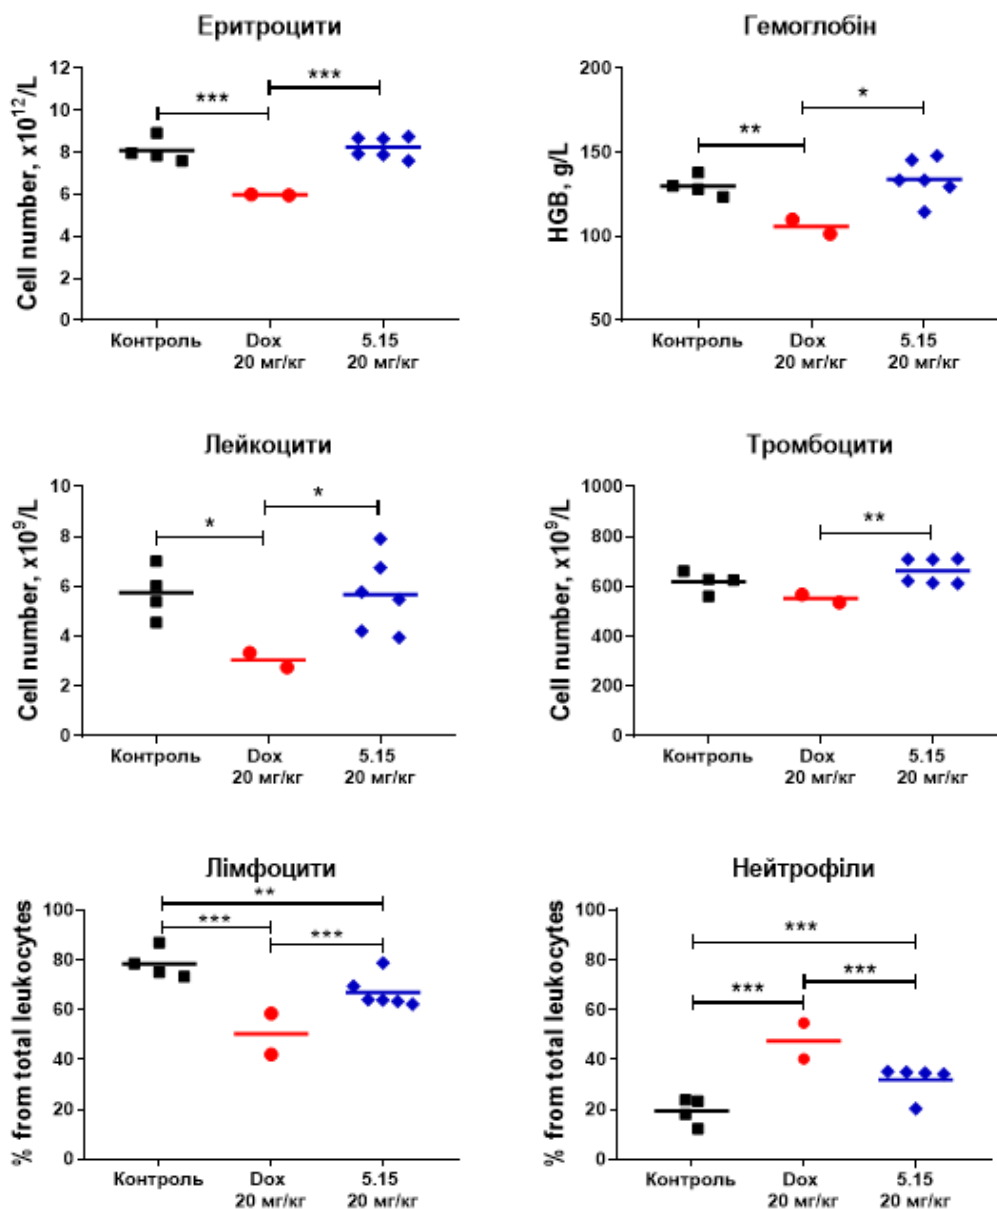 Еритроцити
Cell number, x10¹²/L
12
10
8
6
4
2
0
***
***
Контроль
Dox
20 мг/кг
5.15
20 мг/кг
Гемоглобін
HGB, g/L
200
150
100
50
**
*
Контроль
Dox
20 мг/кг
5.15
20 мг/кг
Лейкоцити
Cell number, x10⁹/L
10
8
6
4
2
0
*
*
Контроль
Dox
20 мг/кг
5.15
20 мг/кг
Тромбоцити
Cell number, x10⁹/L
1000
800
600
400
200
0
**
Контроль
Dox
20 мг/кг
5.15
20 мг/кг
Лімфоцити
% from total leukocytes
100
80
60
40
20
0
**
***
***
Контроль
Dox
20 мг/кг
5.15
20 мг/кг
Нейтрофіли
% from total leukocytes
100
80
60
40
20
0
***
***
***
Контроль
Dox
20 мг/кг
5.15
20 мг/кг